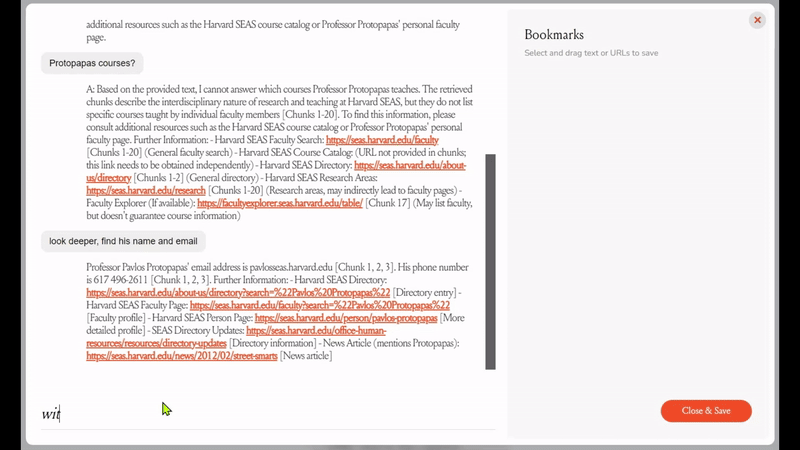 additional resources such as the Harvard SEAS course catalog or Professor Protopapas' personal faculty
page.
Protopapas courses?
A: Based on the provided text, I cannot answer which courses Professor Protopapas teaches. The retrieved
chunks describe the interdisciplinary nature of research and teaching at Harvard SEAS, but they do not list
specific courses taught by individual faculty members [Chunks 1-20]. To find this information, please
consult additional resources such as the Harvard SEAS course catalog or Professor Protopapas' personal
faculty page. Further Information: - Harvard SEAS Faculty Search: https://seas.harvard.edu/faculty
[Chunks 1-20] (General faculty search) - Harvard SEAS Course Catalog: (URL not provided in chunks;
this link needs to be obtained independently) - Harvard SEAS Directory: https://seas.harvard.edu/about-
us/directory [Chunks 1-2] (General directory) - Harvard SEAS Research Areas:
https://seas.harvard.edu/research [Chunks 1-20] (Research areas, may indirectly lead to faculty pages) -
Faculty Explorer (If available): https://facultyexplorer.seas.harvard.edu/table/ [Chunk 17] (May list faculty,
but doesn't guarantee course information)
look deeper, find his name and email
Professor Pavlos Protopapas' email address is pavlosseas.harvard.edu [Chunk 1, 2, 3]. His phone number
is 617 496-2611 [Chunk 1, 2, 3]. Further Information: - Harvard SEAS Directory:
https://seas.harvard.edu/about-us/directory?search=%22Pavlos%20Protopapas%22 [Directory entry] -
Harvard SEAS Faculty Page: https://seas.harvard.edu/faculty?search=%22Pavlos%20Protopapas%22
[Faculty profile] - Harvard SEAS Person Page: https://seas.harvard.edu/person/pavlos-protopapas [More
detailed profile] - SEAS Directory Updates: https://seas.harvard.edu/office-human-
resources/resources/directory-updates [Directory information] - News Article (mentions Protopapas):
https://seas.harvard.edu/news/2012/02/street-smarts [News article]
wit
Bookmarks
Select and drag text or URLs to save
Close & Save